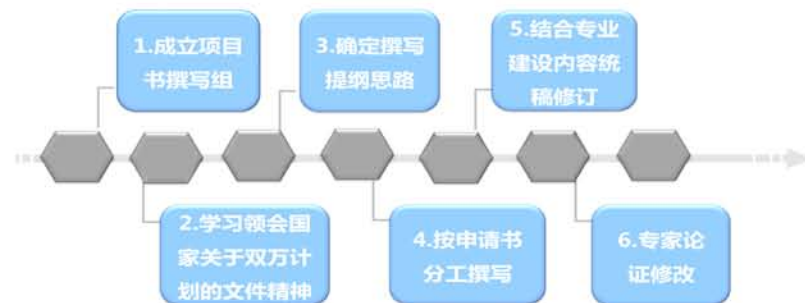 1.成立项目
书撰写组
2.学习领会国
家关于双万计
划的文件精神
3.确定撰写
提纲思路
4.按申请书
分工撰写
5.结合专业
建设内容统
稿修订
6.专家论
证修改